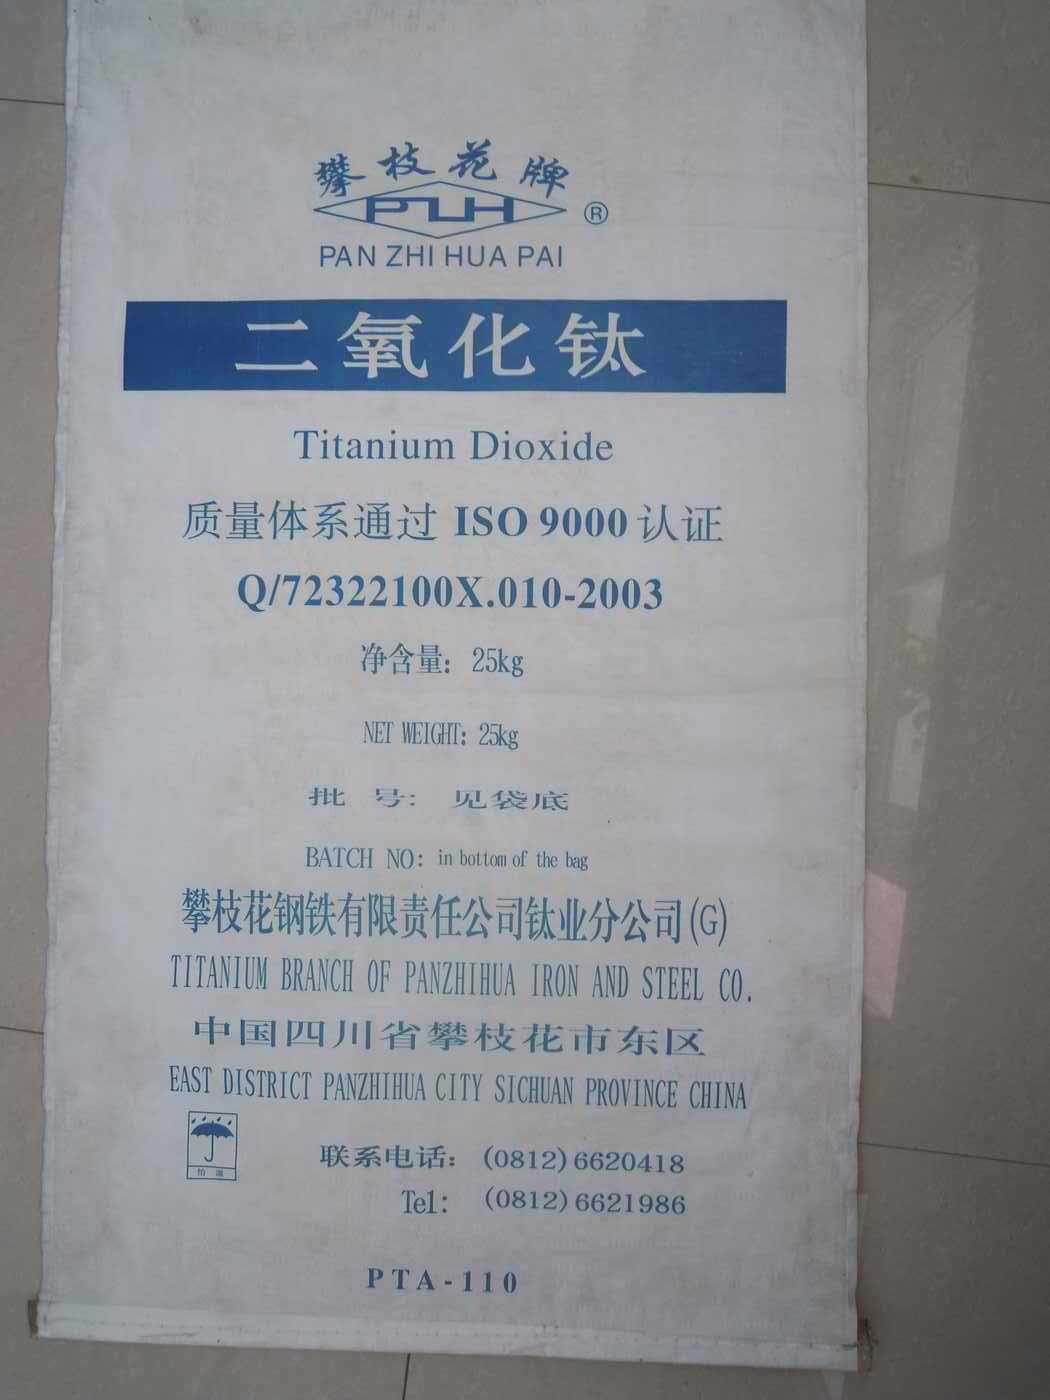 攀枝花牌
PZH ®
PAN ZHI HUA PAI
二氧化钛
Titanium Dioxide
质量体系通过 ISO 9000 认证
Q/72322100X.010-2003
净含量: 25kg
NET WEIGHT: 25kg
批 号: 见袋底
BATCH NO: in bottom of the bag
攀枝花钢铁有限责任公司钛业分公司(G)
TITANIUM BRANCH OF PANZHIHUA IRON AND STEEL CO.
中国四川省攀枝花市东区
EAST DISTRICT PANZHIHUA CITY SICHUAN PROVINCE CHINA
怕 湿
联系电话: (0812)6620418
Tel: (0812)6621986
PTA-110